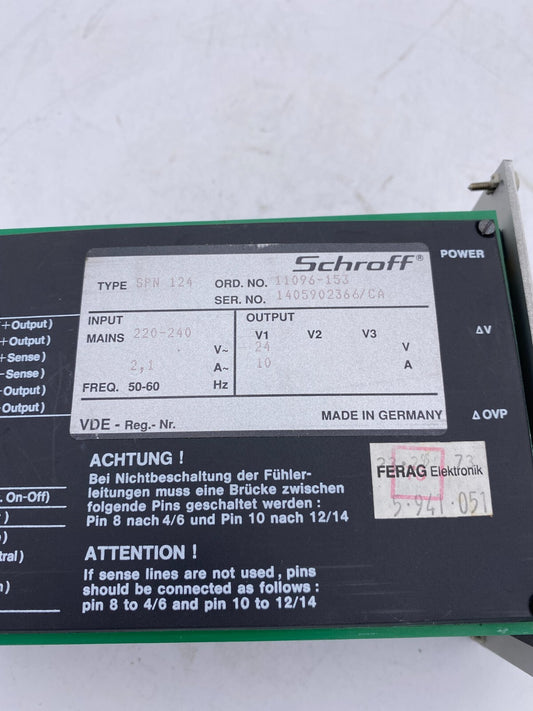 Schroff®
TYPE SPN 124 ORD. NO. 11096-153
SER. NO. 1405902366/CA
INPUT
MAINS 220-240
V~
2,1 A~
FREQ. 50-60 Hz
OUTPUT
V1 V2 V3
24 V
10 A
VDE - Reg.- Nr. MADE IN GERMANY
POWER
ΔV
Δ OVP
+Output)
+Output)
+Sense)
-Sense)
-Output)
-Output)
On-Off)
ACHTUNG !
Bei Nichtbeschaltung der Fühler-
leitungen muss eine Brücke zwischen
folgende Pins geschaltet werden :
Pin 8 nach 4/6 und Pin 10 nach 12/14
ATTENTION !
If sense lines are not used , pins
should be connected as follows :
pin 8 to 4/6 and pin 10 to 12/14
FERAG Elektronik
5.941.051